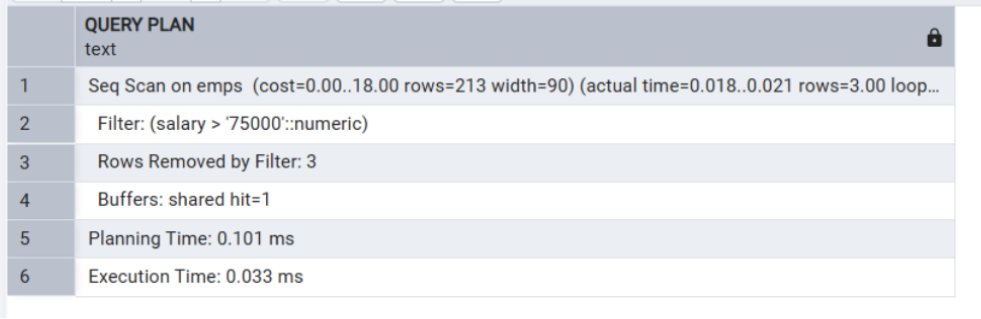 QUERY PLAN
text
1 Seq Scan on emps (cost=0.00..18.00 rows=213 width=90) (actual time=0.018..0.021 rows=3.00 loop...
2 Filter: (salary > '75000'::numeric)
3 Rows Removed by Filter: 3
4 Buffers: shared hit=1
5 Planning Time: 0.101 ms
6 Execution Time: 0.033 ms